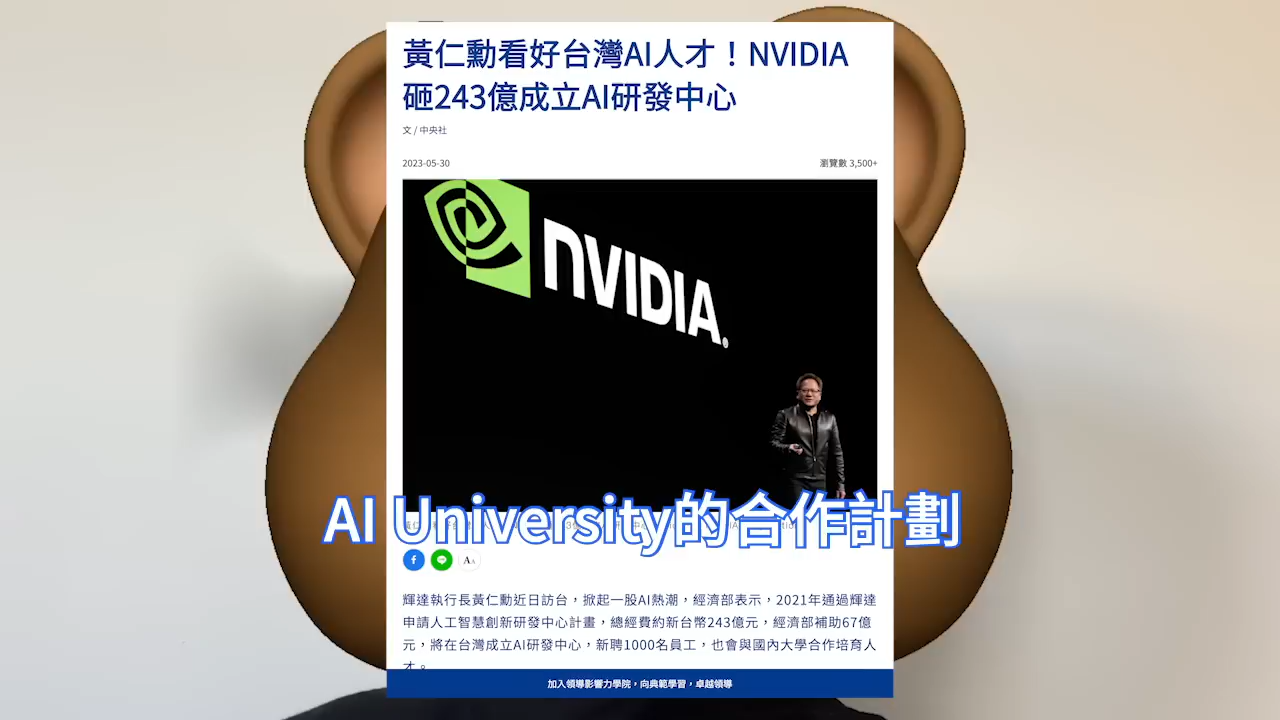 黃仁勳看好台灣AI人才！NVIDIA
砸243億成立AI研發中心
文 / 中央社
2023-05-30
瀏覽數 3,500+
NVIDIA
AI University的合作計劃
輝達執行長黃仁勳近日訪台，掀起一股AI熱潮，經濟部表示，2021年通過輝達
申請人工智慧創新研發中心計畫，總經費約新台幣243億元，經濟部補助67億
元，將在台灣成立AI研發中心，新聘1000名員工，也會與國內大學合作培育人
才。
加入領導影響力學院，向典範學習，卓越領導